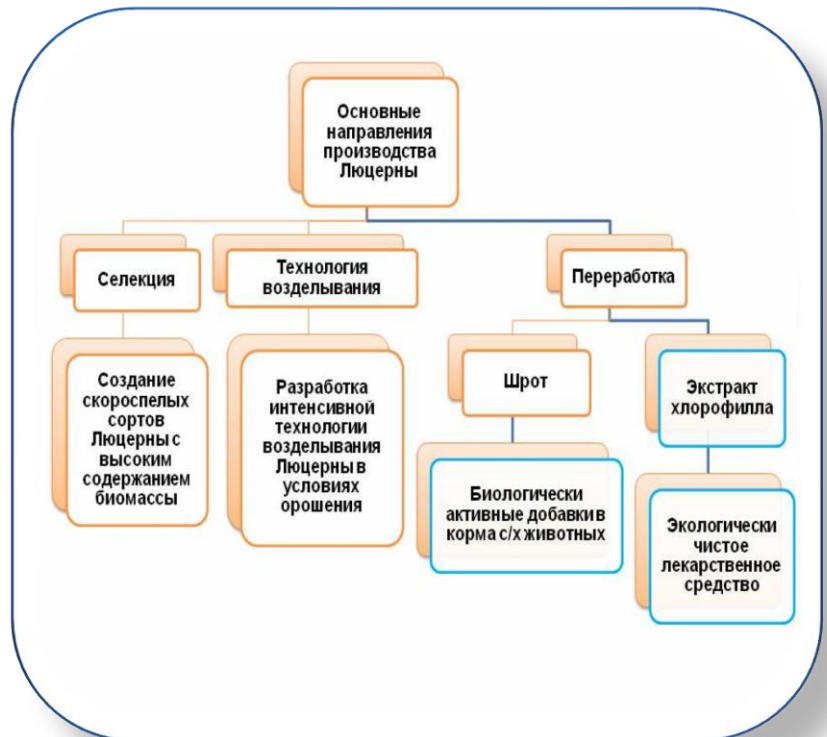 Основные
направления
производства
Люцерны
Селекция
Технология
возделывания
Переработка
Создание
скороспелых
сортов
Люцерны с
высоким
содержанием
биомассы
Разработка
интенсивной
технологии
возделывания
Люцерны в
условиях
орошения
Шрот
Экстракт
хлорофилла
Биологически
активные добавки в
корма с/х животных
Экологически
чистое
лекарственное
средство